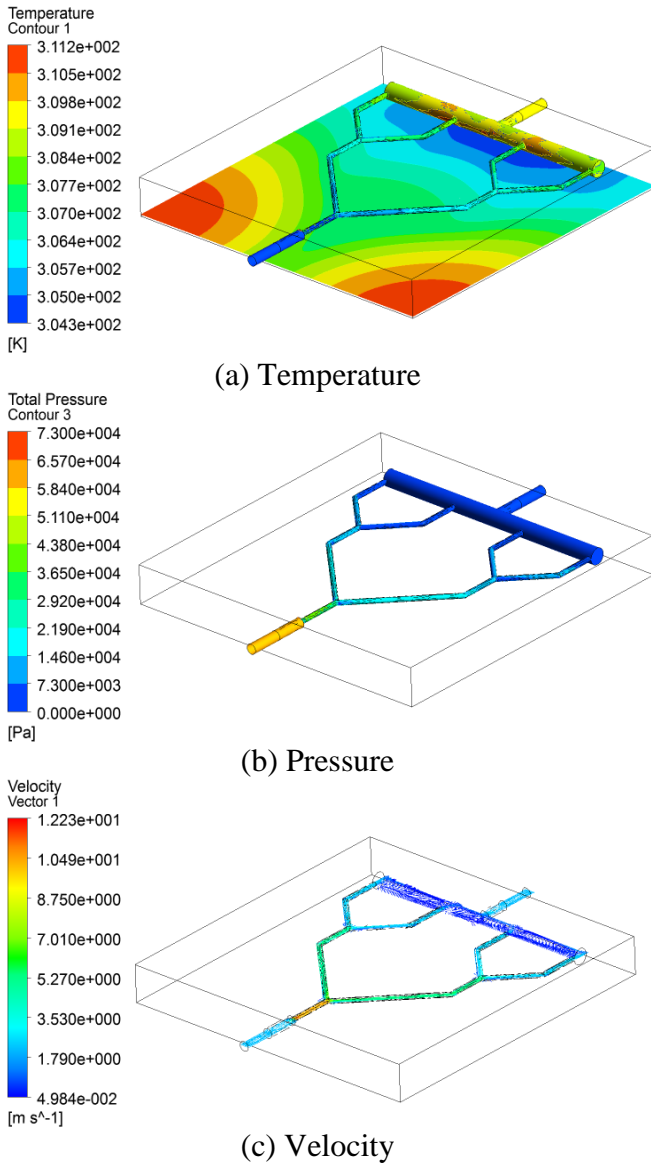 Temperature
Contour 1
3.112e+002
3.105e+002
3.098e+002
3.091e+002
3.084e+002
3.077e+002
3.070e+002
3.064e+002
3.057e+002
3.050e+002
3.043e+002
[K]
(a) Temperature
Total Pressure
Contour 3
7.300e+004
6.570e+004
5.840e+004
5.110e+004
4.380e+004
3.650e+004
2.920e+004
2.190e+004
1.460e+004
7.300e+003
0.000e+000
[Pa]
(b) Pressure
Velocity
Vector 1
1.223e+001
1.049e+001
8.750e+000
7.010e+000
5.270e+000
3.530e+000
1.790e+000
4.984e-002
[m s^-1]
(c) Velocity